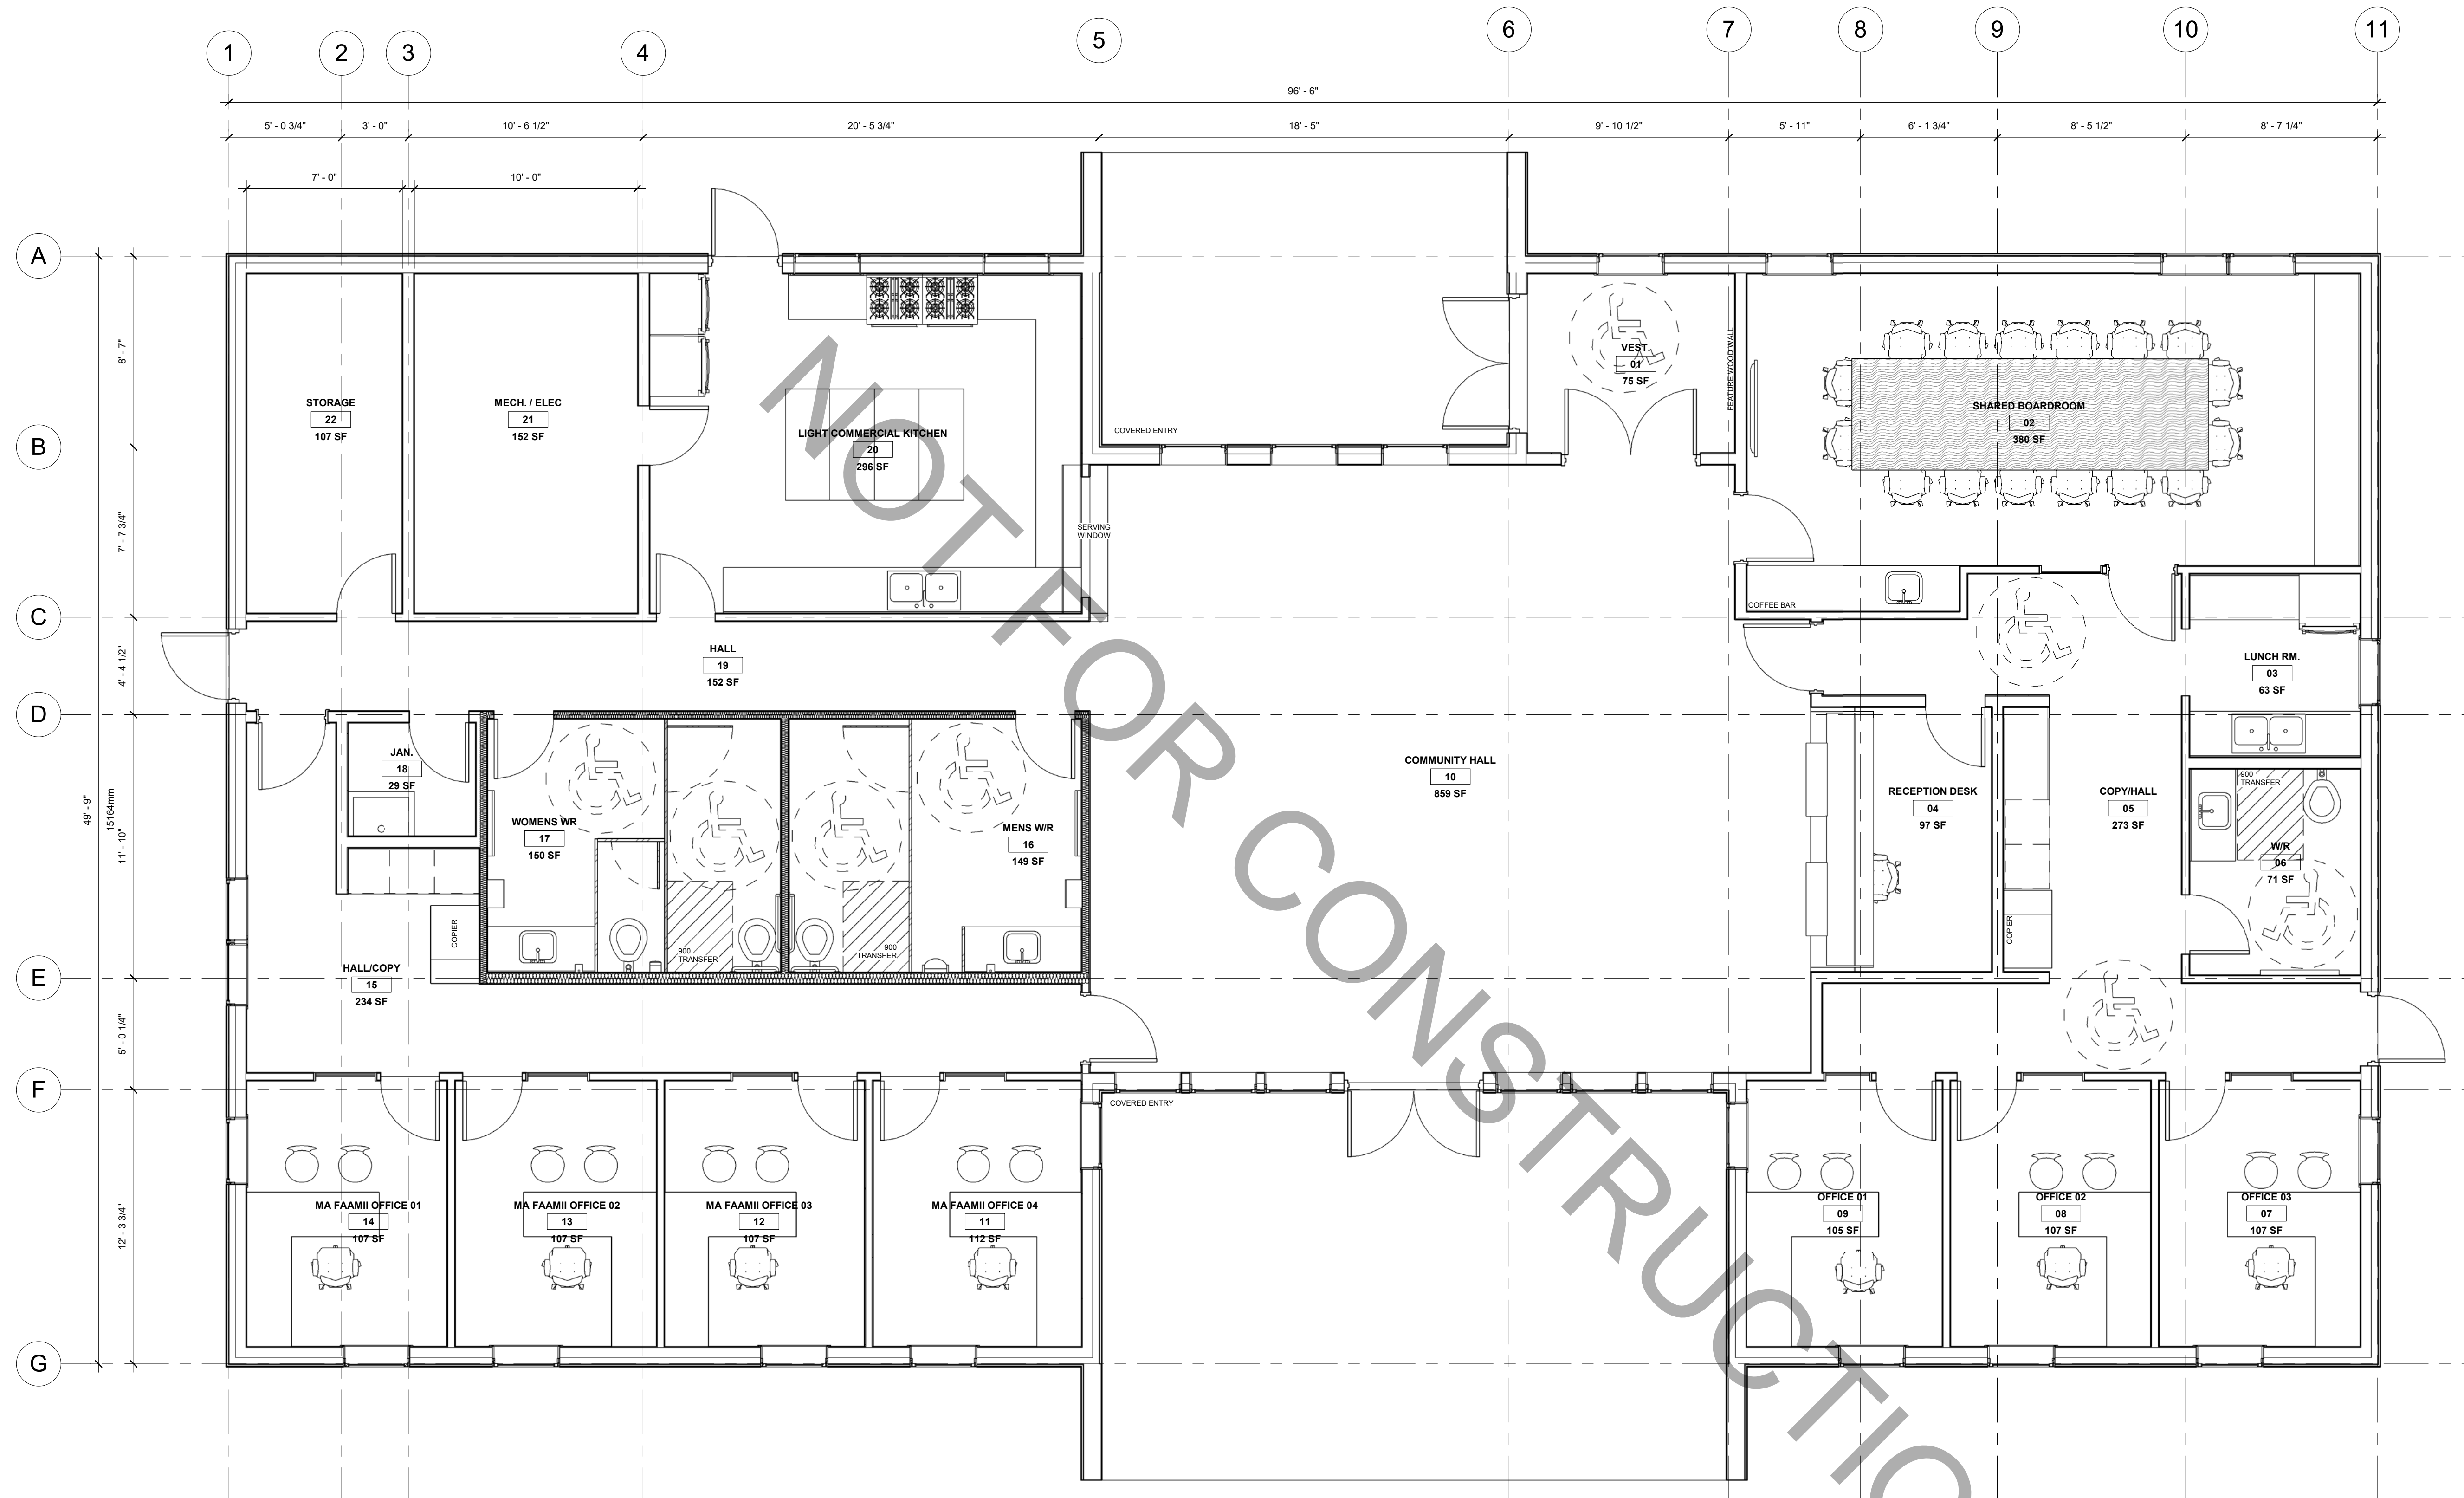 1 2 3 4 5 6 7 8 9 10 11
96' - 6"
5' - 0 3/4" 3' - 0" 10' - 6 1/2" 20' - 5 3/4" 18' - 5" 9' - 10 1/2" 5' - 11" 6' - 1 3/4" 8' - 5 1/2" 8' - 7 1/4"
7' - 0" 10' - 0"
A
B
C
D
E
F
G
49' - 9"
15164mm
8' - 7"
7' - 7 3/4"
4' - 4 1/2"
11' - 10"
5' - 0 1/4"
12' - 3 3/4"
STORAGE
22
107 SF
MECH. / ELEC
21
152 SF
LIGHT COMMERCIAL KITCHEN
20
296 SF
COVERED ENTRY
VEST.
01
75 SF
FEATURE WOOD WALL
SHARED BOARDROOM
02
380 SF
SERVING
WINDOW
COFFEE BAR
HALL
19
152 SF
LUNCH RM.
03
63 SF
JAN.
18
29 SF
WOMENS WR
17
150 SF
MENS W/R
16
149 SF
900
TRANSFER
900
TRANSFER
COMMUNITY HALL
10
859 SF
RECEPTION DESK
04
97 SF
COPY/HALL
05
273 SF
900
TRANSFER
W/R
06
71 SF
COPIER
COPIER
HALL/COPY
15
234 SF
COVERED ENTRY
MA FAAMII OFFICE 01
14
107 SF
MA FAAMII OFFICE 02
13
107 SF
MA FAAMII OFFICE 03
12
107 SF
MA FAAMII OFFICE 04
11
112 SF
OFFICE 01
09
105 SF
OFFICE 02
08
107 SF
OFFICE 03
07
107 SF
NOT FOR CONSTRUCTIO